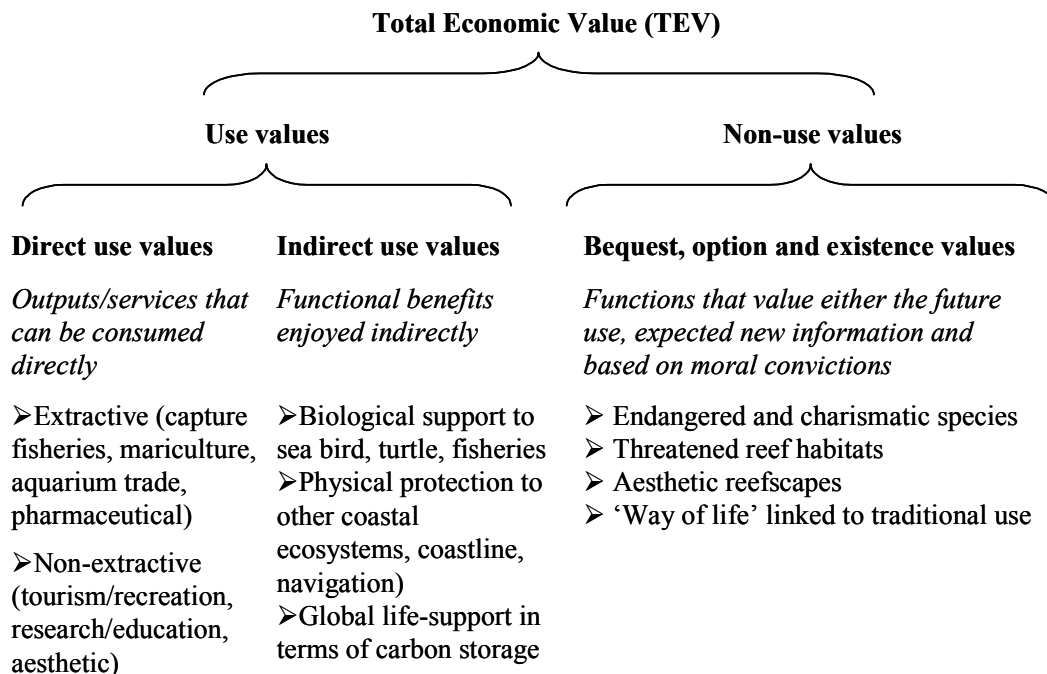 Total Economic Value (TEV)
Use values
Non-use values
Direct use values
Outputs/services that
can be consumed
directly
➢Extractive (capture
fisheries, mariculture,
aquarium trade,
pharmaceutical)
➢Non-extractive
(tourism/recreation,
research/education,
aesthetic)
Indirect use values
Functional benefits
enjoyed indirectly
➢Biological support to
sea bird, turtle, fisheries
➢Physical protection to
other coastal
ecosystems, coastline,
navigation)
➢Global life-support in
terms of carbon storage
Bequest, option and existence values
Functions that value either the future
use, expected new information and
based on moral convictions
➢ Endangered and charismatic species
➢ Threatened reef habitats
➢ Aesthetic reefscapes
➢ ‘Way of life’ linked to traditional use